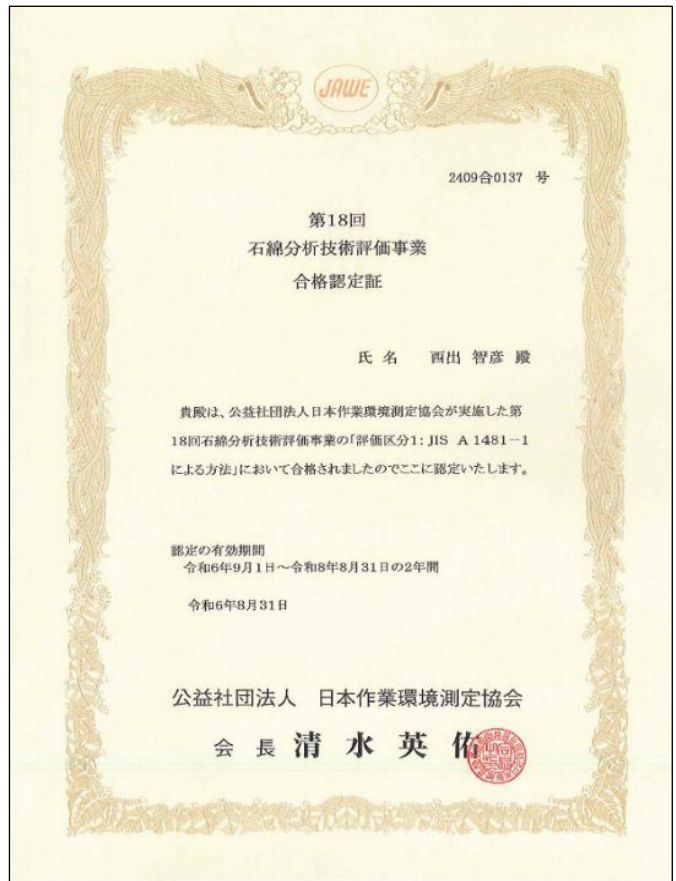 JAWE
2409合0137 号
第18回
石綿分析技術評価事業
合格認定証
氏 名 西出 智彦 殿
貴殿は、公益社団法人日本作業環境測定協会が実施した第
18回石綿分析技術評価事業の「評価区分1: JIS A 1481－1
による方法」において合格されましたのでここに認定いたします。
認定の有効期間
令和6年9月1日～令和8年8月31日の2年間
令和6年8月31日
公益社団法人 日本作業環境測定協会
会 長 清 水 英 佑